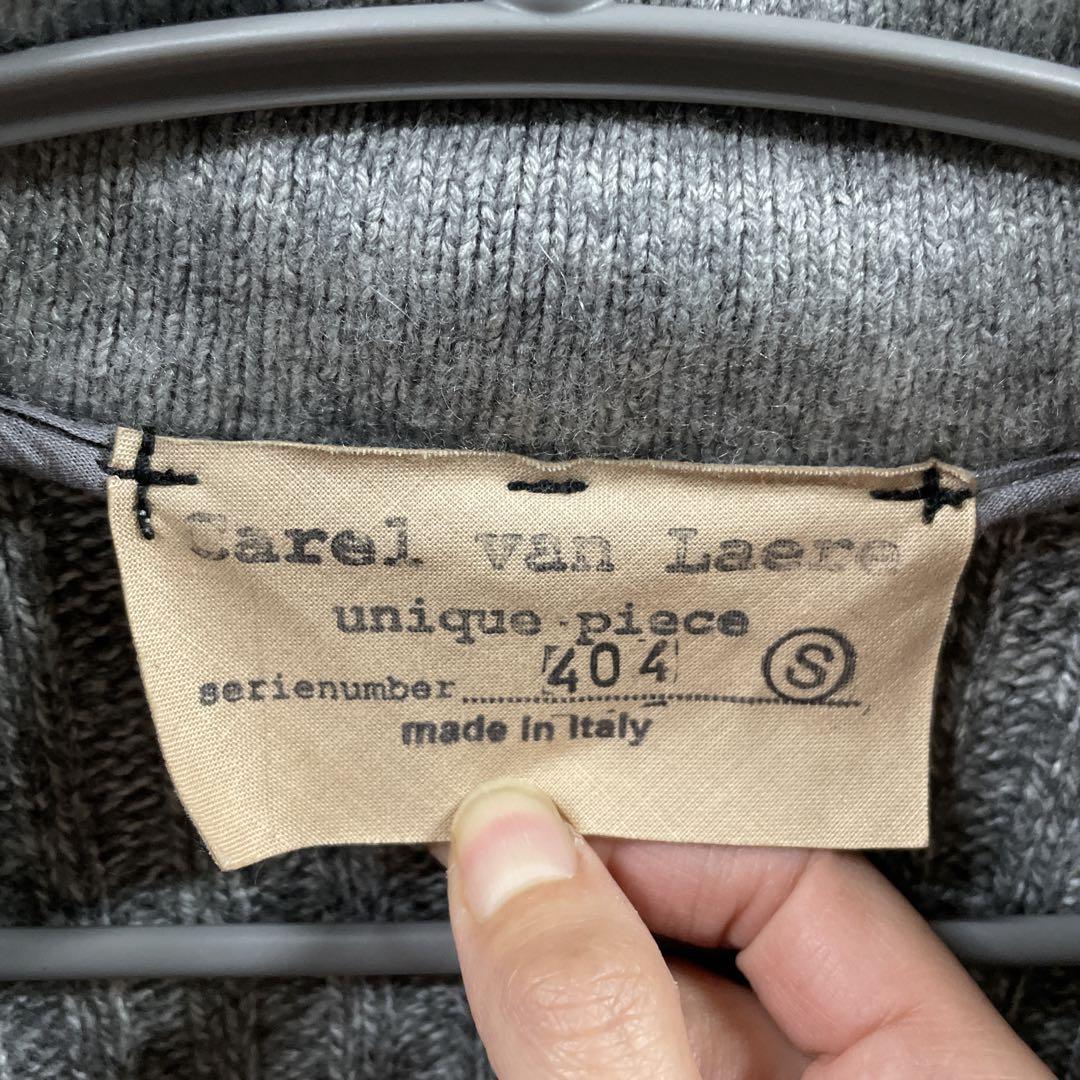 Carel van Laere
unique piece
serienumber 404 S
made in Italy